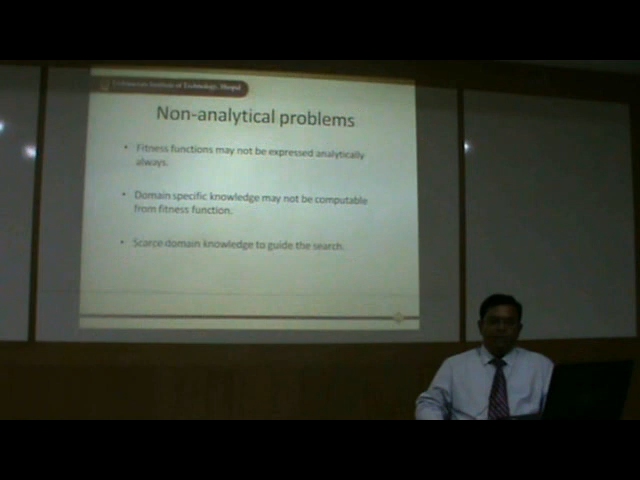 Institute of Technology, Bhopal
Non-analytical problems
• Fitness functions may not be expressed analytically
always.
• Domain specific knowledge may not be computable
from fitness function.
• Scarce domain knowledge to guide the search.